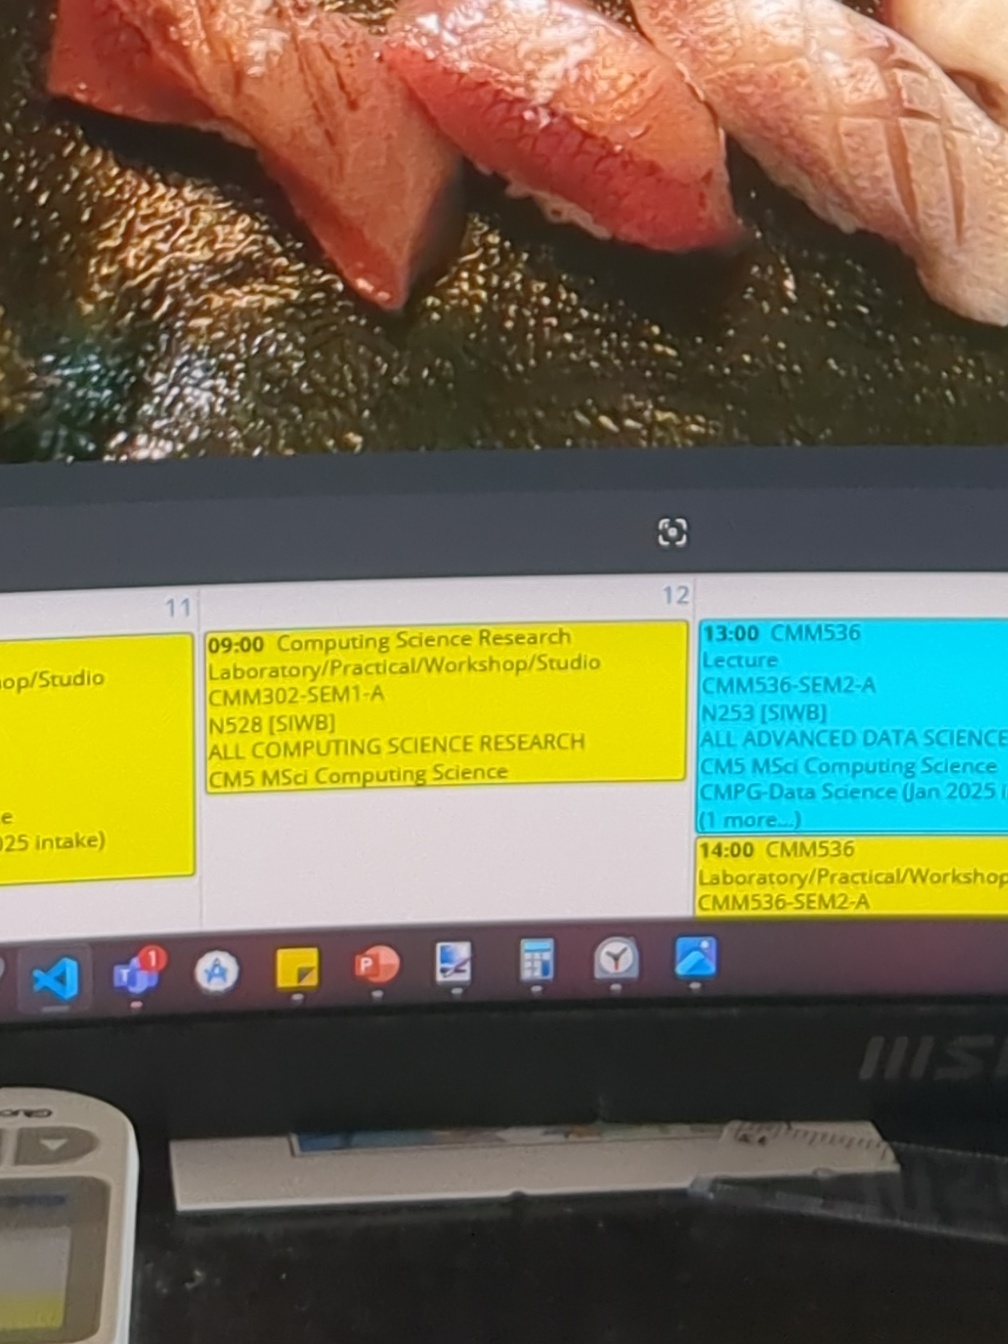 11
op/Studio
e
025 intake)
12
09:00 Computing Science Research
Laboratory/Practical/Workshop/Studio
CMM302-SEM1-A
N528 [SIWB]
ALL COMPUTING SCIENCE RESEARCH
CM5 MSci Computing Science
13:00 CMM536
Lecture
CMM536-SEM2-A
N253 [SIWB]
ALL ADVANCED DATA SCIENCE
CM5 MSci Computing Science
CMPG-Data Science (Jan 2025 i
(1 more...)
14:00 CMM536
Laboratory/Practical/Workshop
CMM536-SEM2-A
1
T
P
MSI